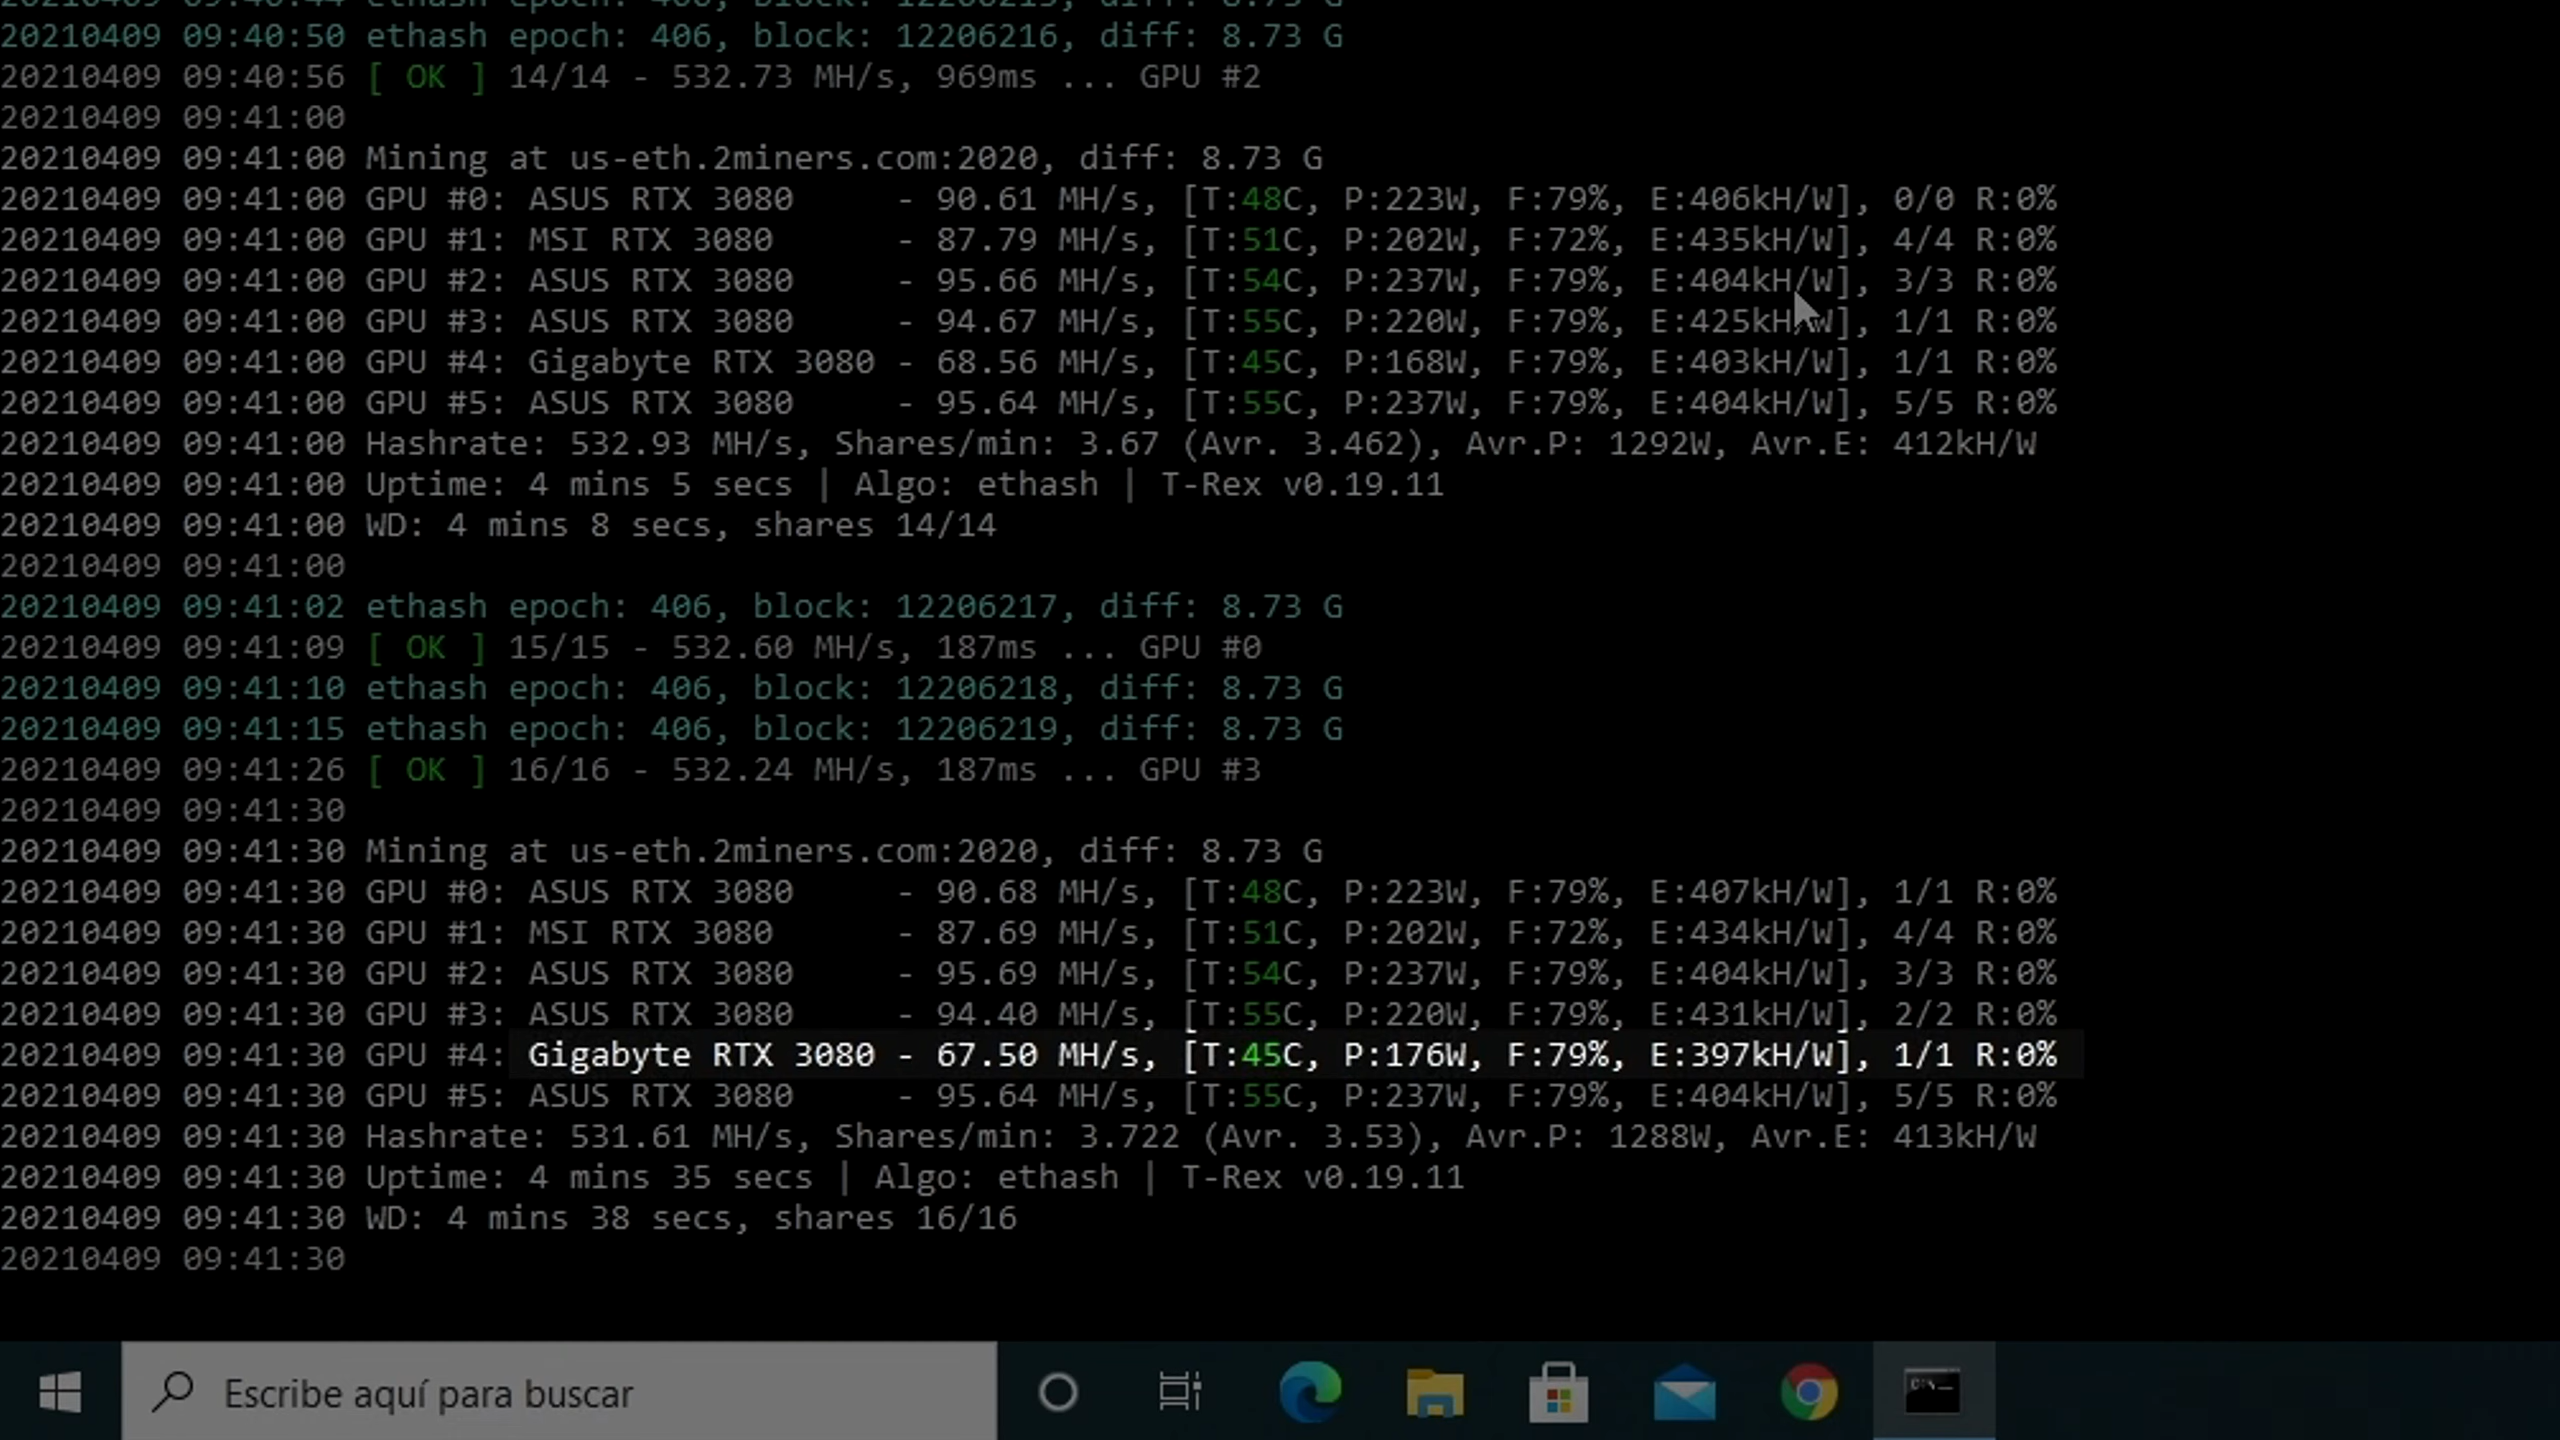 20210409 09:40:44 ethash epoch: 406, block: 12206215, diff: 8.73 G
20210409 09:40:50 ethash epoch: 406, block: 12206216, diff: 8.73 G
20210409 09:40:56 [ OK ] 14/14 - 532.73 MH/s, 969ms ... GPU #2
20210409 09:41:00
20210409 09:41:00 Mining at us-eth.2miners.com:2020, diff: 8.73 G
20210409 09:41:00 GPU #0: ASUS RTX 3080     - 90.61 MH/s, [T:48C, P:223W, F:79%, E:406kH/W], 0/0 R:0%
20210409 09:41:00 GPU #1: MSI RTX 3080      - 87.79 MH/s, [T:51C, P:202W, F:72%, E:435kH/W], 4/4 R:0%
20210409 09:41:00 GPU #2: ASUS RTX 3080     - 95.66 MH/s, [T:54C, P:237W, F:79%, E:404kH/W], 3/3 R:0%
20210409 09:41:00 GPU #3: ASUS RTX 3080     - 94.67 MH/s, [T:55C, P:220W, F:79%, E:425kH/W], 1/1 R:0%
20210409 09:41:00 GPU #4: Gigabyte RTX 3080 - 68.56 MH/s, [T:45C, P:168W, F:79%, E:403kH/W], 1/1 R:0%
20210409 09:41:00 GPU #5: ASUS RTX 3080     - 95.64 MH/s, [T:55C, P:237W, F:79%, E:404kH/W], 5/5 R:0%
20210409 09:41:00 Hashrate: 532.93 MH/s, Shares/min: 3.67 (Avr. 3.462), Avr.P: 1292W, Avr.E: 412kH/W
20210409 09:41:00 Uptime: 4 mins 5 secs | Algo: ethash | T-Rex v0.19.11
20210409 09:41:00 WD: 4 mins 8 secs, shares 14/14
20210409 09:41:00
20210409 09:41:02 ethash epoch: 406, block: 12206217, diff: 8.73 G
20210409 09:41:09 [ OK ] 15/15 - 532.60 MH/s, 187ms ... GPU #0
20210409 09:41:10 ethash epoch: 406, block: 12206218, diff: 8.73 G
20210409 09:41:15 ethash epoch: 406, block: 12206219, diff: 8.73 G
20210409 09:41:26 [ OK ] 16/16 - 532.24 MH/s, 187ms ... GPU #3
20210409 09:41:30
20210409 09:41:30 Mining at us-eth.2miners.com:2020, diff: 8.73 G
20210409 09:41:30 GPU #0: ASUS RTX 3080     - 90.68 MH/s, [T:48C, P:223W, F:79%, E:407kH/W], 1/1 R:0%
20210409 09:41:30 GPU #1: MSI RTX 3080      - 87.69 MH/s, [T:51C, P:202W, F:72%, E:434kH/W], 4/4 R:0%
20210409 09:41:30 GPU #2: ASUS RTX 3080     - 95.69 MH/s, [T:54C, P:237W, F:79%, E:404kH/W], 3/3 R:0%
20210409 09:41:30 GPU #3: ASUS RTX 3080     - 94.40 MH/s, [T:55C, P:220W, F:79%, E:431kH/W], 2/2 R:0%
20210409 09:41:30 GPU #4: Gigabyte RTX 3080 - 67.50 MH/s, [T:45C, P:176W, F:79%, E:397kH/W], 1/1 R:0%
20210409 09:41:30 GPU #5: ASUS RTX 3080     - 95.64 MH/s, [T:55C, P:237W, F:79%, E:404kH/W], 5/5 R:0%
20210409 09:41:30 Hashrate: 531.61 MH/s, Shares/min: 3.722 (Avr. 3.53), Avr.P: 1288W, Avr.E: 413kH/W
20210409 09:41:30 Uptime: 4 mins 35 secs | Algo: ethash | T-Rex v0.19.11
20210409 09:41:30 WD: 4 mins 38 secs, shares 16/16
20210409 09:41:30
Escribe aquí para buscar